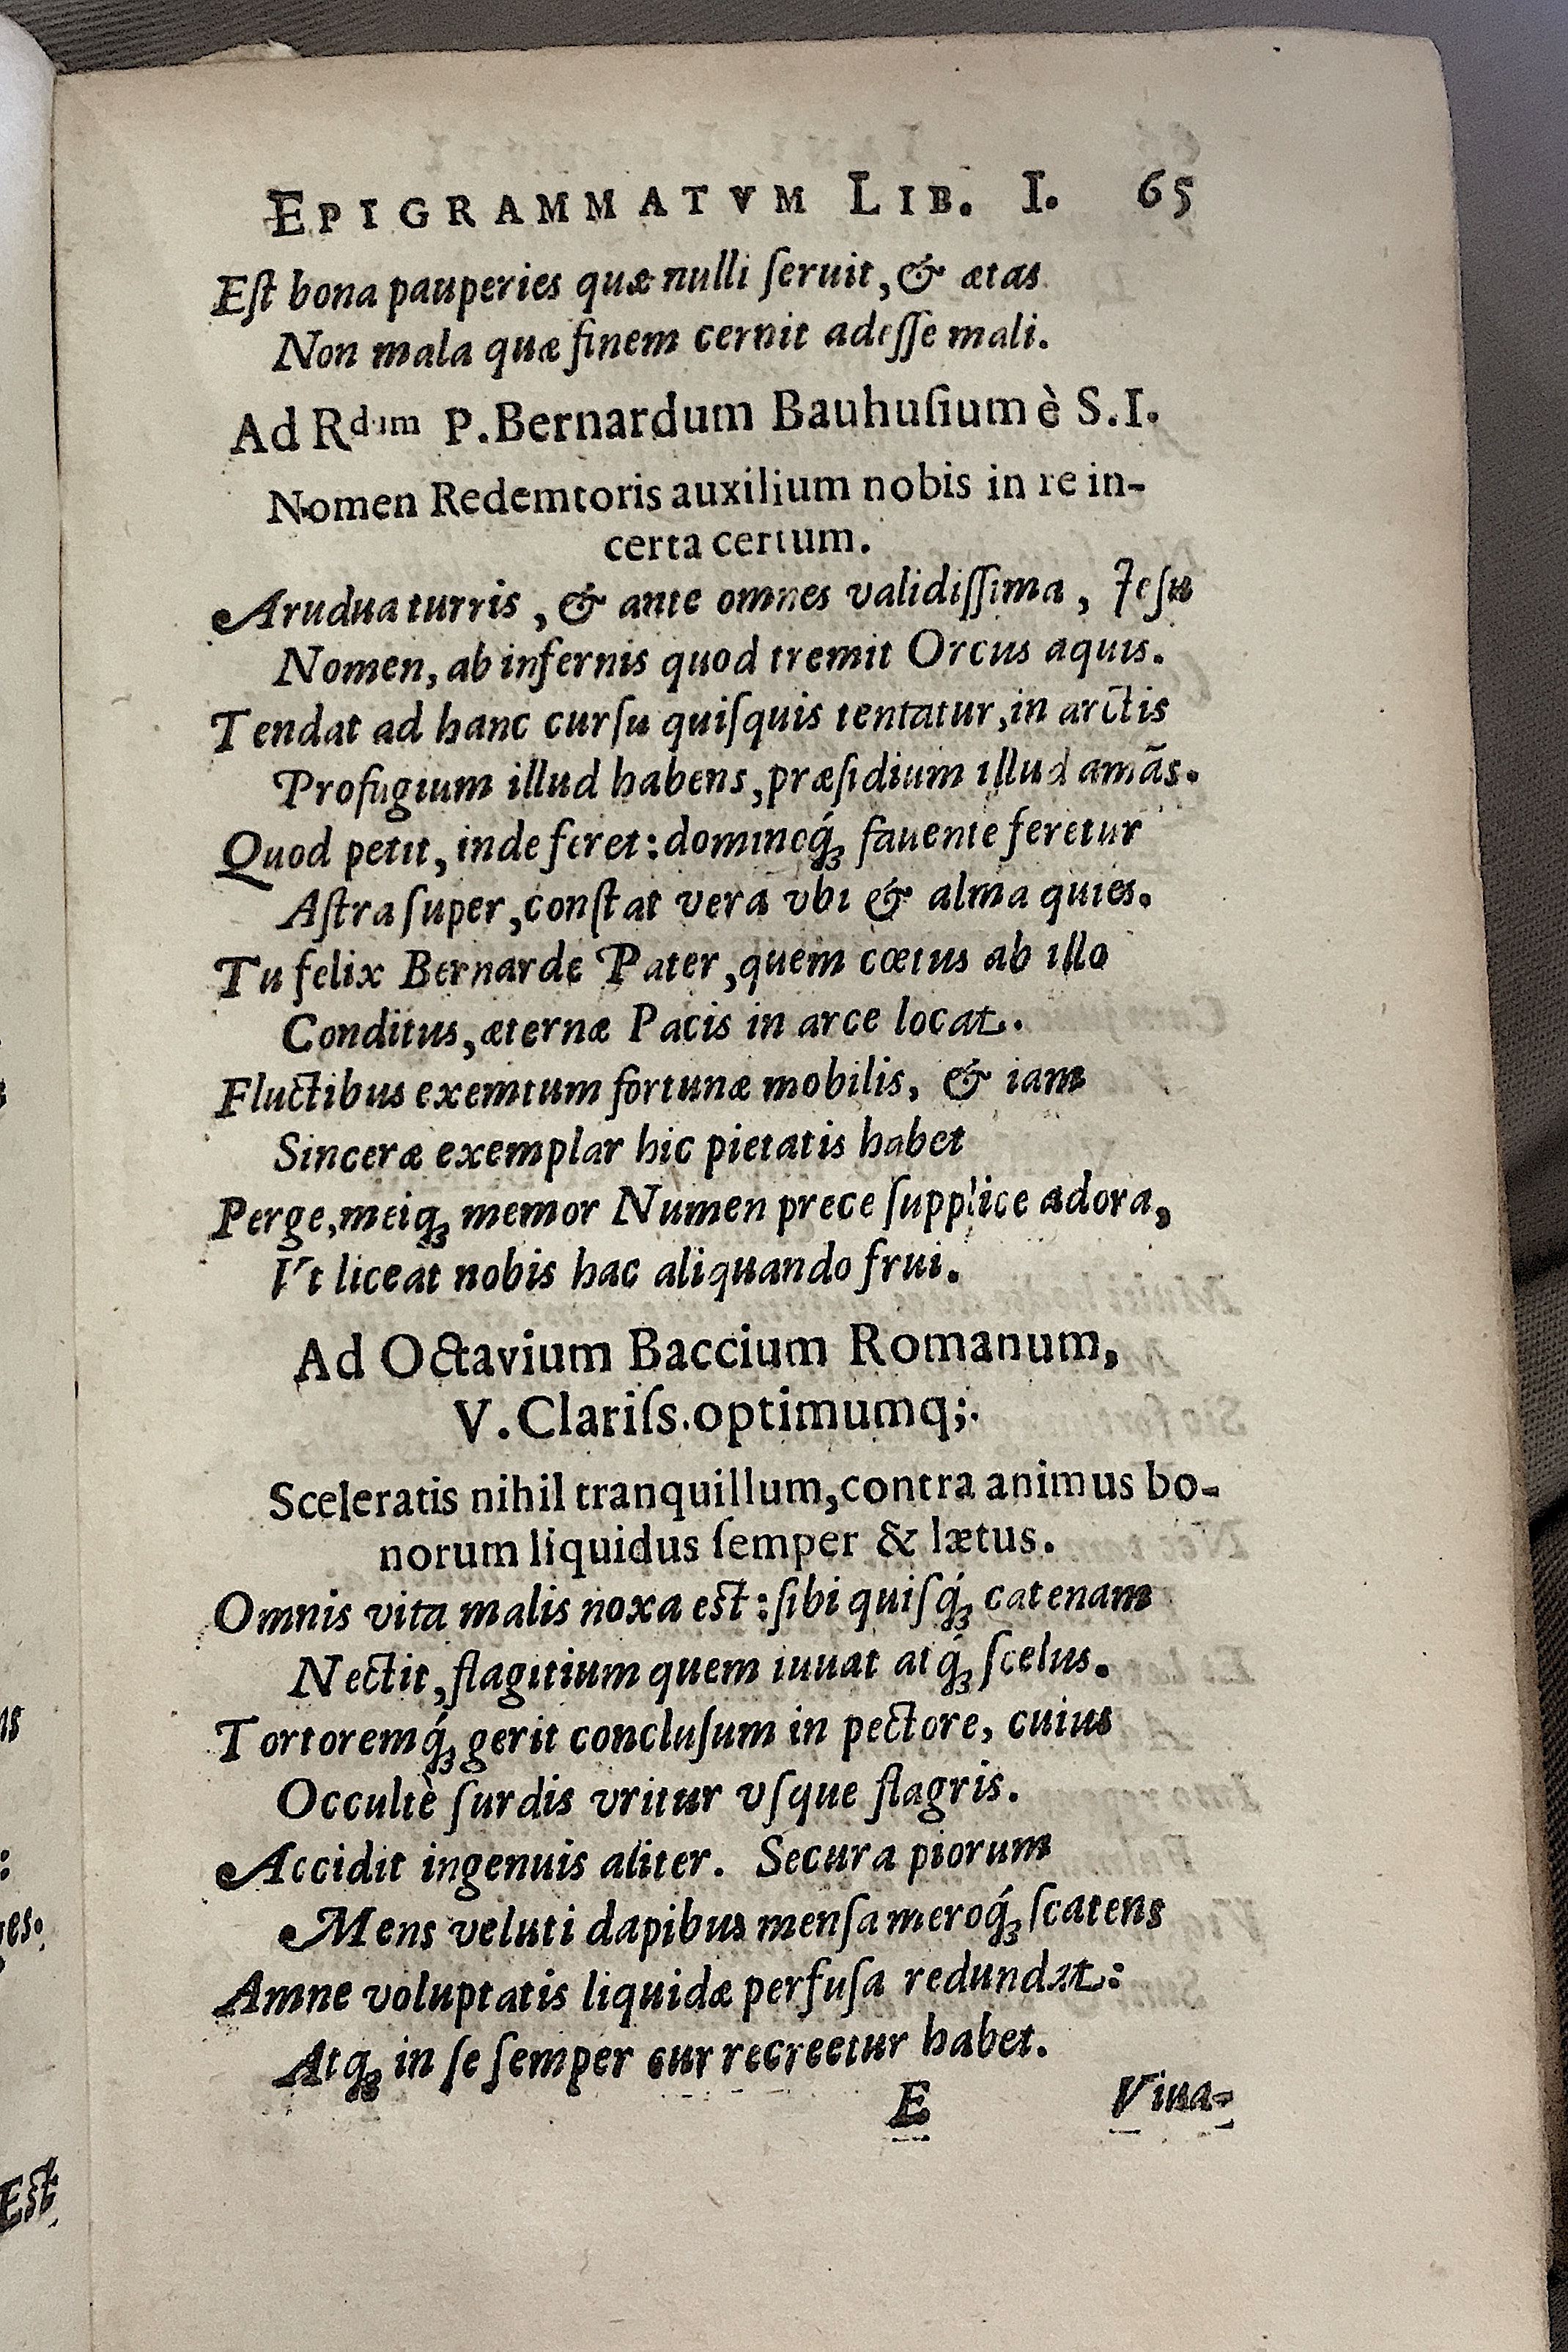 EPIGRAMMATVM LIB. I. 65
Eſt bona pauperies quæ nulli ſeruit, & ætas
Non mala quæ finem cernit adeſſe mali.
Ad Rdum P. Bernardum Bauhuſium è S. I.
Nomen Redemtoris auxilium nobis in re in-
certa certum.
Arudua turris, & ante omnes validiſſima, Jeſu
Nomen, ab infernis quod tremit Orcus aquis.
Tendat ad hanc curſu quiſquis tentatur, in arctis
Profugium illud habens, præſidium illud amãs.
Quod petit, inde feret: dominoq́ꝫ fauente feretur
Aſtra ſuper, conſtat vera vbi & alma quies.
Tu felix Bernarde Pater, quem cœtus ab illo
Conditus, æternæ Pacis in arce locat.
Fluctibus exemtum fortunæ mobilis, & iam
Sinceræ exemplar hic pietatis habet
Perge, meiqꝫ memor Numen prece ſupplice adora,
Vt liceat nobis hac aliquando frui.
Ad Octavium Baccium Romanum,
V. Clariſs. optimumq;.
Sceleratis nihil tranquillum, contra animus bo-
norum liquidus ſemper & lætus.
Omnis vita malis noxa est: ſibi quiſq́ꝫ catenam
Nectit, flagitium quem iuuat atq́ꝫ ſcelus.
Tortoremq́ꝫ gerit concluſum in pectore, cuius
Occultè ſurdis vritur vſque flagris.
Accidit ingenuis aliter. Secura piorum
Mens veluti dapibus menſa meroq́ꝫ ſcatens
Amne voluptatis liquidæ perfuſa redundat:
Atqꝫ in ſe ſemper cur recreetur habet.
E Viua-
Est